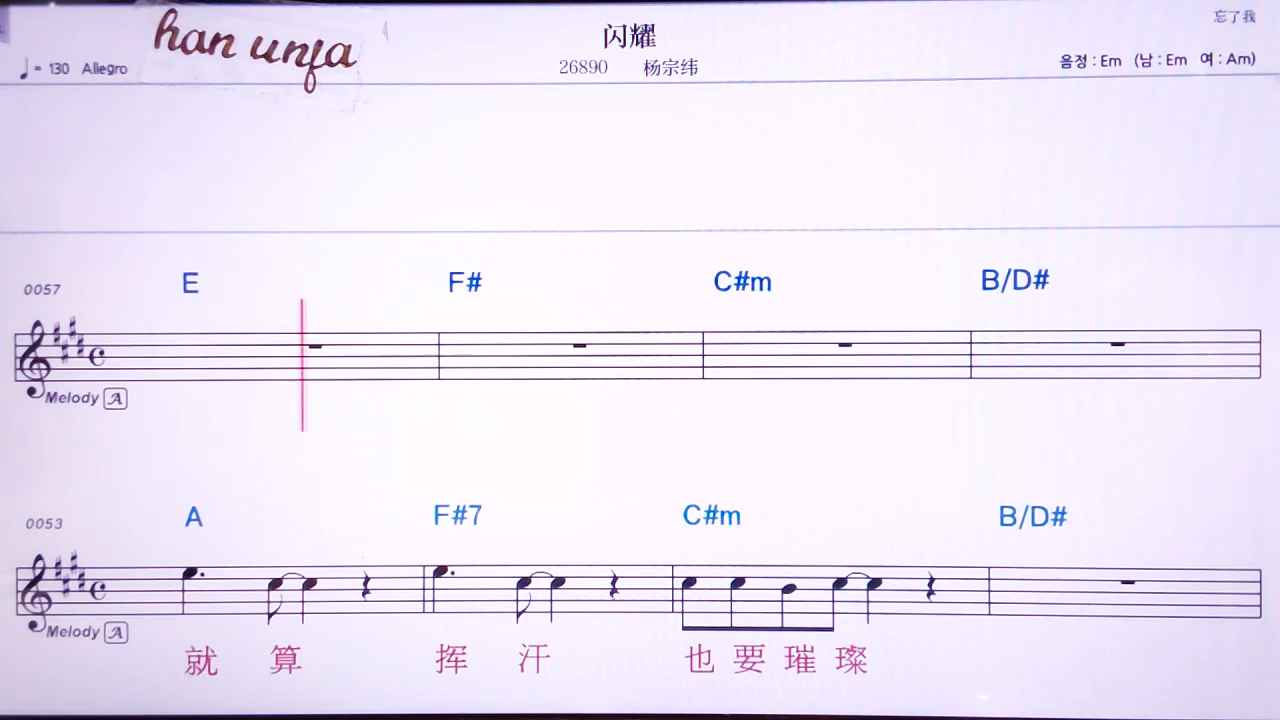 han unfa
忘了我
闪耀
♩= 130 Allegro
26890 杨宗纬
음정 : Em (남 : Em 여 : Am)
E F# C#m B/D#
0057
Melody A
A F#7 C#m B/D#
0053
Melody A
就 算 挥 汗 也 要 璀 璨